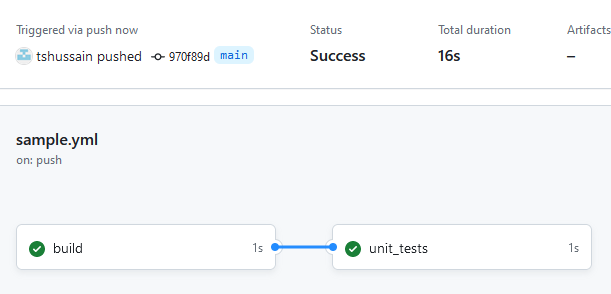 Triggered via push now
Status
Total duration
Artifacts
tshussain pushed 970f89d main
Success
16s
–
sample.yml
on: push
build 1s
unit_tests 1s